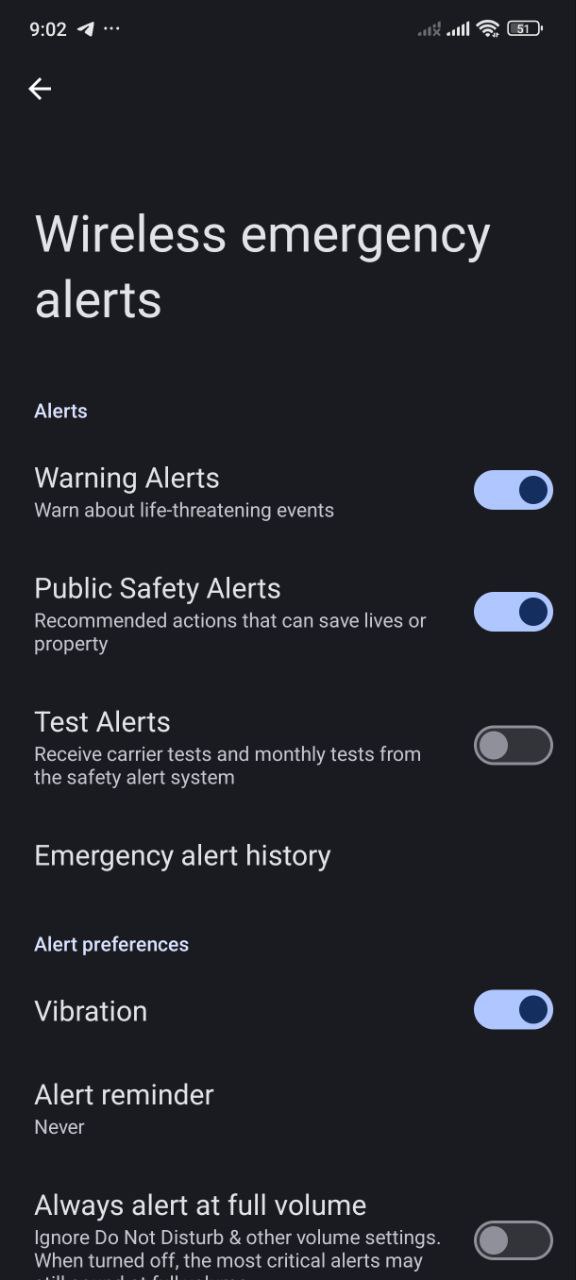 9:02
51
Wireless emergency
alerts
Alerts
Warning Alerts
Warn about life-threatening events
Public Safety Alerts
Recommended actions that can save lives or
property
Test Alerts
Receive carrier tests and monthly tests from
the safety alert system
Emergency alert history
Alert preferences
Vibration
Alert reminder
Never
Always alert at full volume
Ignore Do Not Disturb & other volume settings.
When turned off, the most critical alerts may